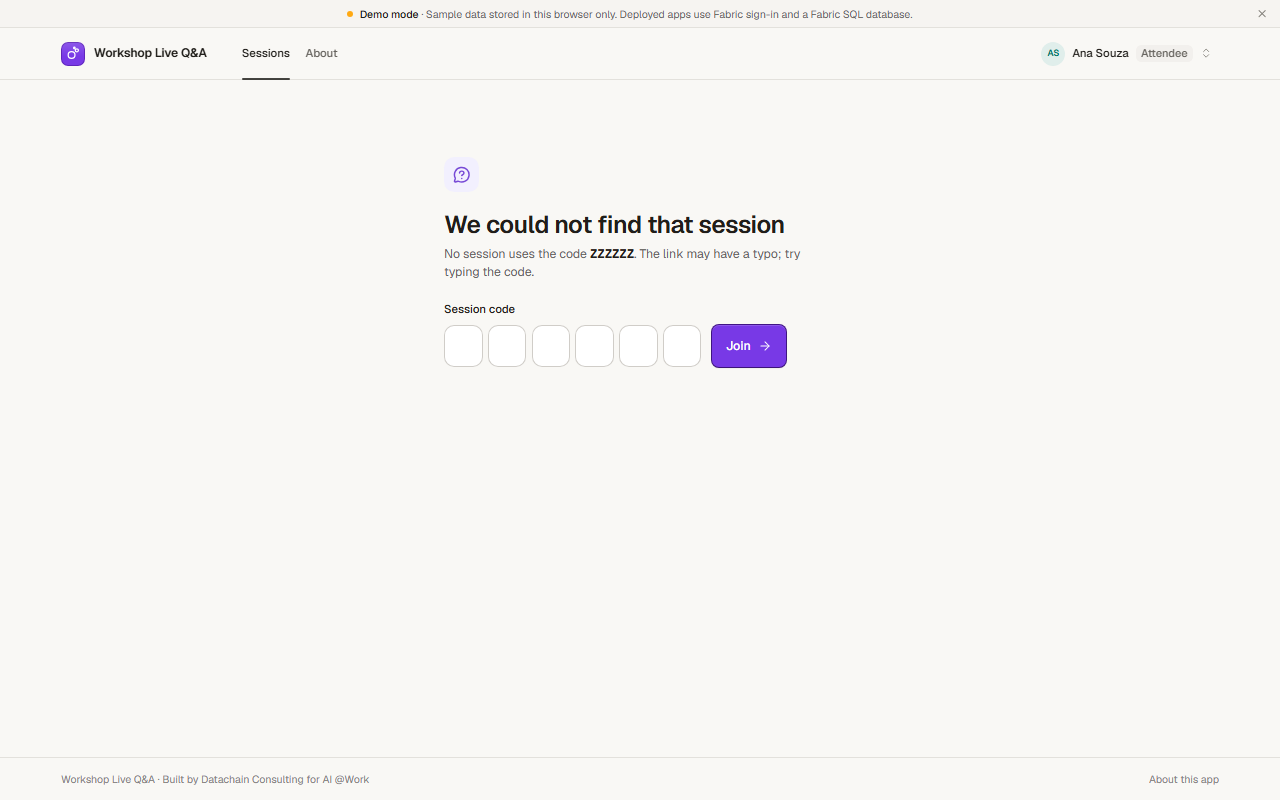 Demo mode · Sample data stored in this browser only. Deployed apps use Fabric sign-in and a Fabric SQL database.
Workshop Live Q&A
Sessions
About
AS
Ana Souza
Attendee
We could not find that session
No session uses the code ZZZZZZ. The link may have a typo; try
typing the code.
Session code
Join
Workshop Live Q&A · Built by Datachain Consulting for AI @Work
About this app